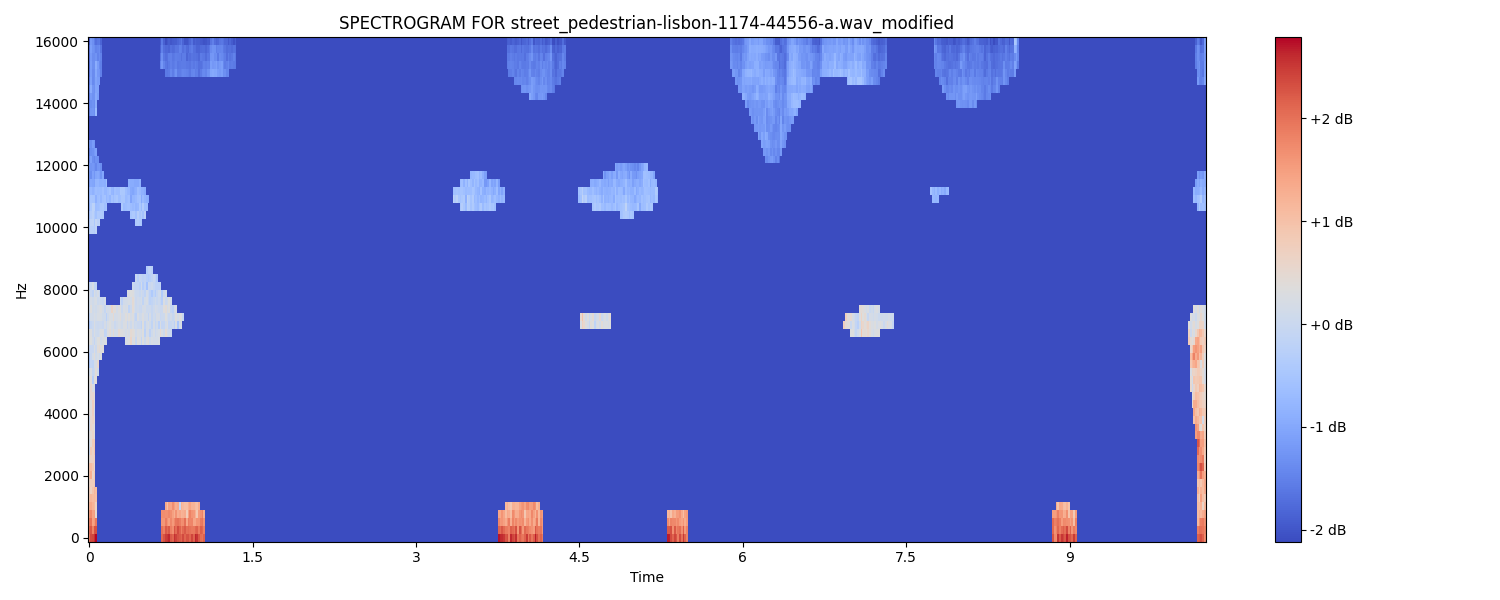 SPECTROGRAM FOR street_pedestrian-lisbon-1174-44556-a.wav_modified
16000
14000
12000
10000
8000
6000
4000
2000
0
Hz
0 1.5 3 4.5 6 7.5 9
Time
+2 dB
+1 dB
+0 dB
-1 dB
-2 dB